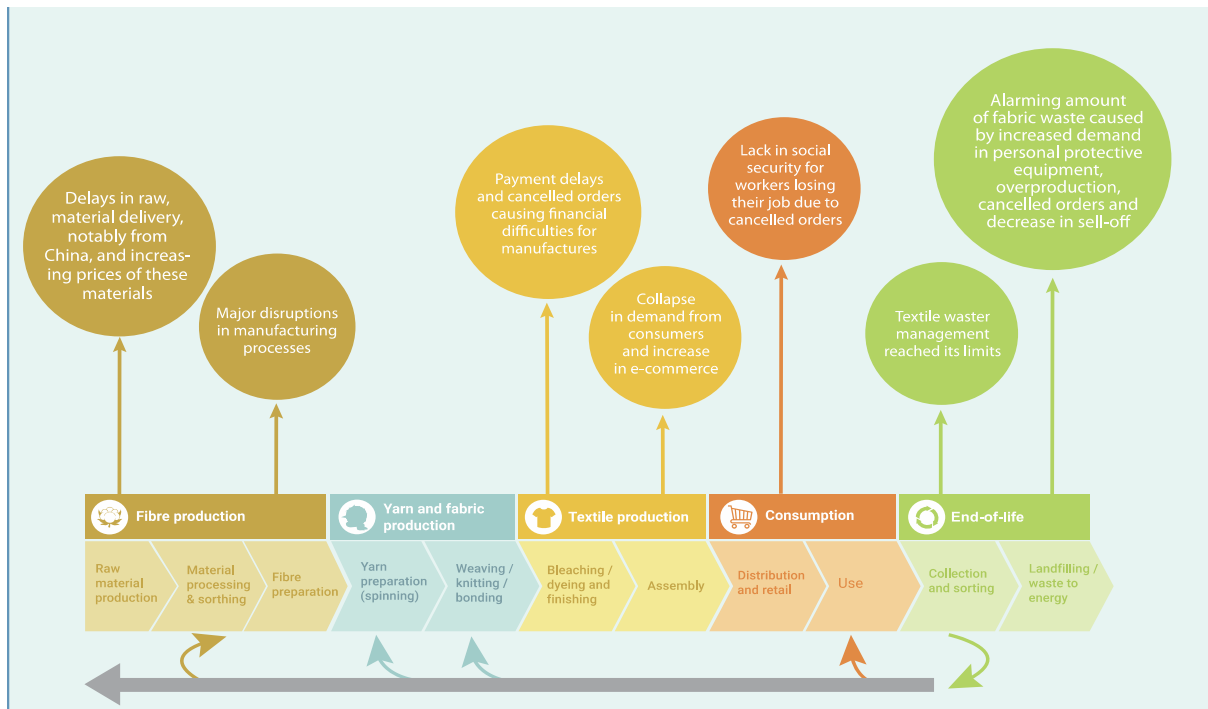 Delays in raw,
material delivery,
notably from
China, and increas-
ing prices of these
materials
Major disruptions
in manufacturing
processes
Payment delays
and cancelled orders
causing financial
difficulties for
manufactures
Collapse
in demand from
consumers
and increase
in e-commerce
Lack in social
security for
workers losing
their job due to
cancelled orders
Textile waster
management
reached its limits
Alarming amount
of fabric waste caused
by increased demand
in personal protective
equipment,
overproduction,
cancelled orders and
decrease in sell-off
Fibre production
Yarn and fabric
production
Textile production
Consumption
End-of-life
Raw
material
production
Material
processing
& sorthing
Fibre
preparation
Yarn
preparation
(spinning)
Weaving /
knitting /
bonding
Bleaching /
dyeing and
finishing
Assembly
Distribution
and retail
Use
Collection
and sorting
Landfilling /
waste to
energy